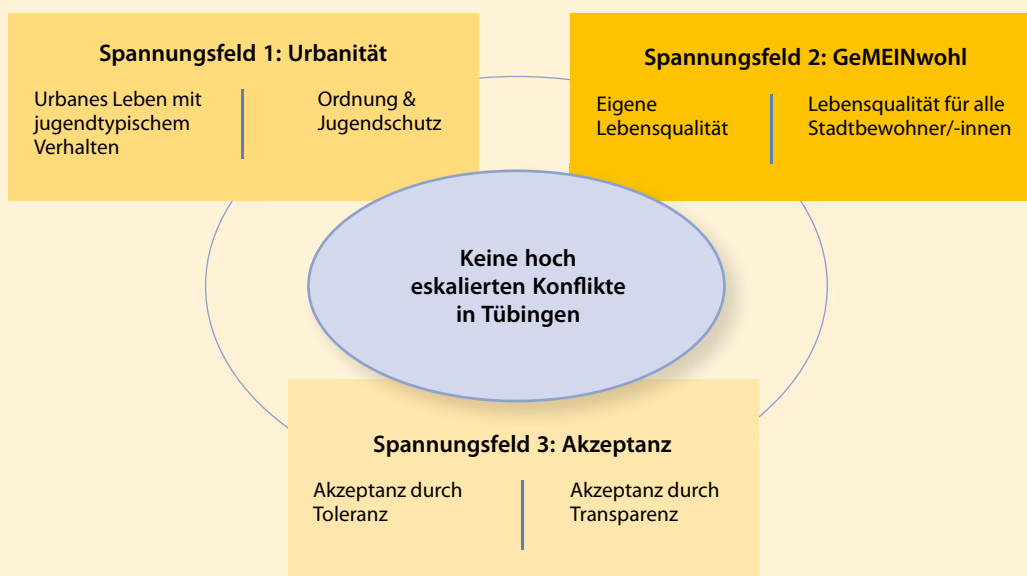 Spannungsfeld 1: Urbanität
Urbanes Leben mit
jugendtypischem
Verhalten
Ordnung &
Jugendschutz
Spannungsfeld 2: GeMEINwohl
Eigene
Lebensqualität
Lebensqualität für alle
Stadtbewohner/-innen
Keine hoch
eskalierten Konflikte
in Tübingen
Spannungsfeld 3: Akzeptanz
Akzeptanz durch
Toleranz
Akzeptanz durch
Transparenz